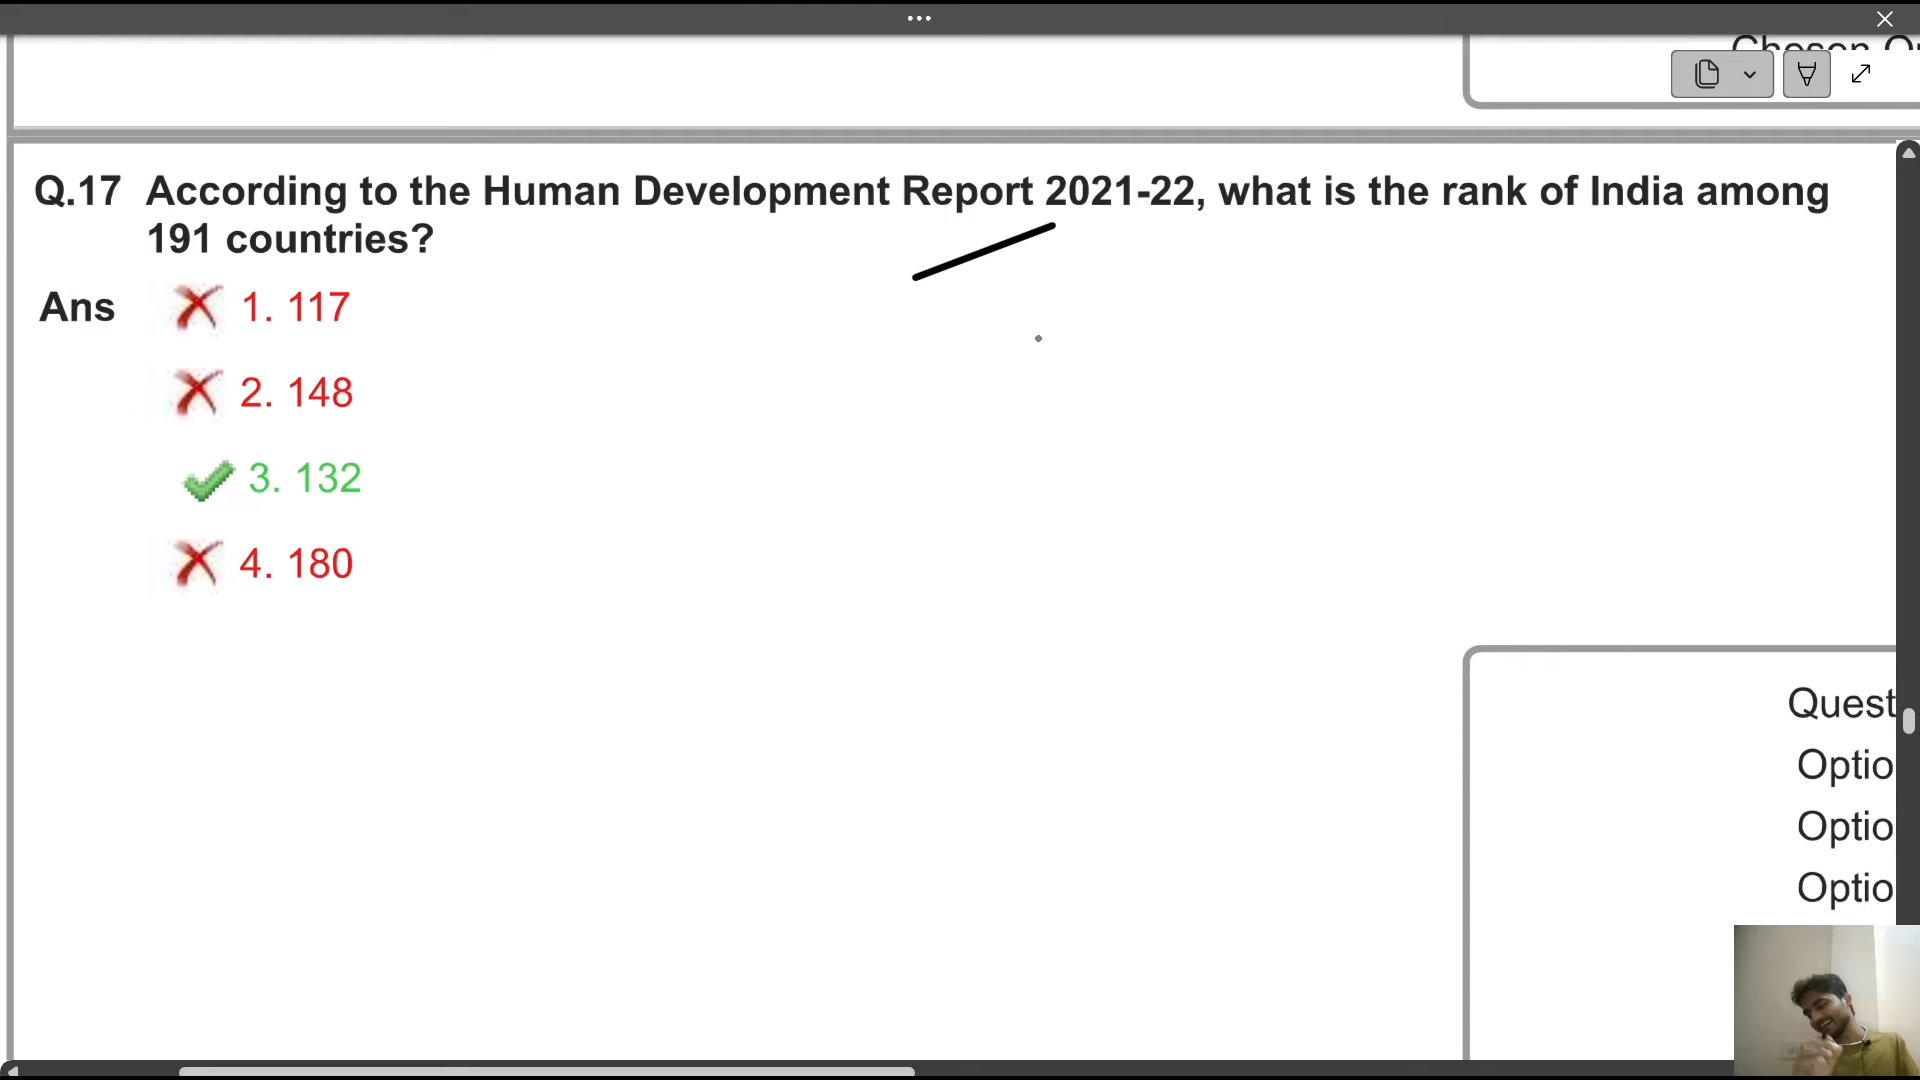 Q.17 According to the Human Development Report 2021-22, what is the rank of India among
191 countries?
Ans 1. 117
2. 148
3. 132
4. 180
Quest
Optio
Optio
Optio